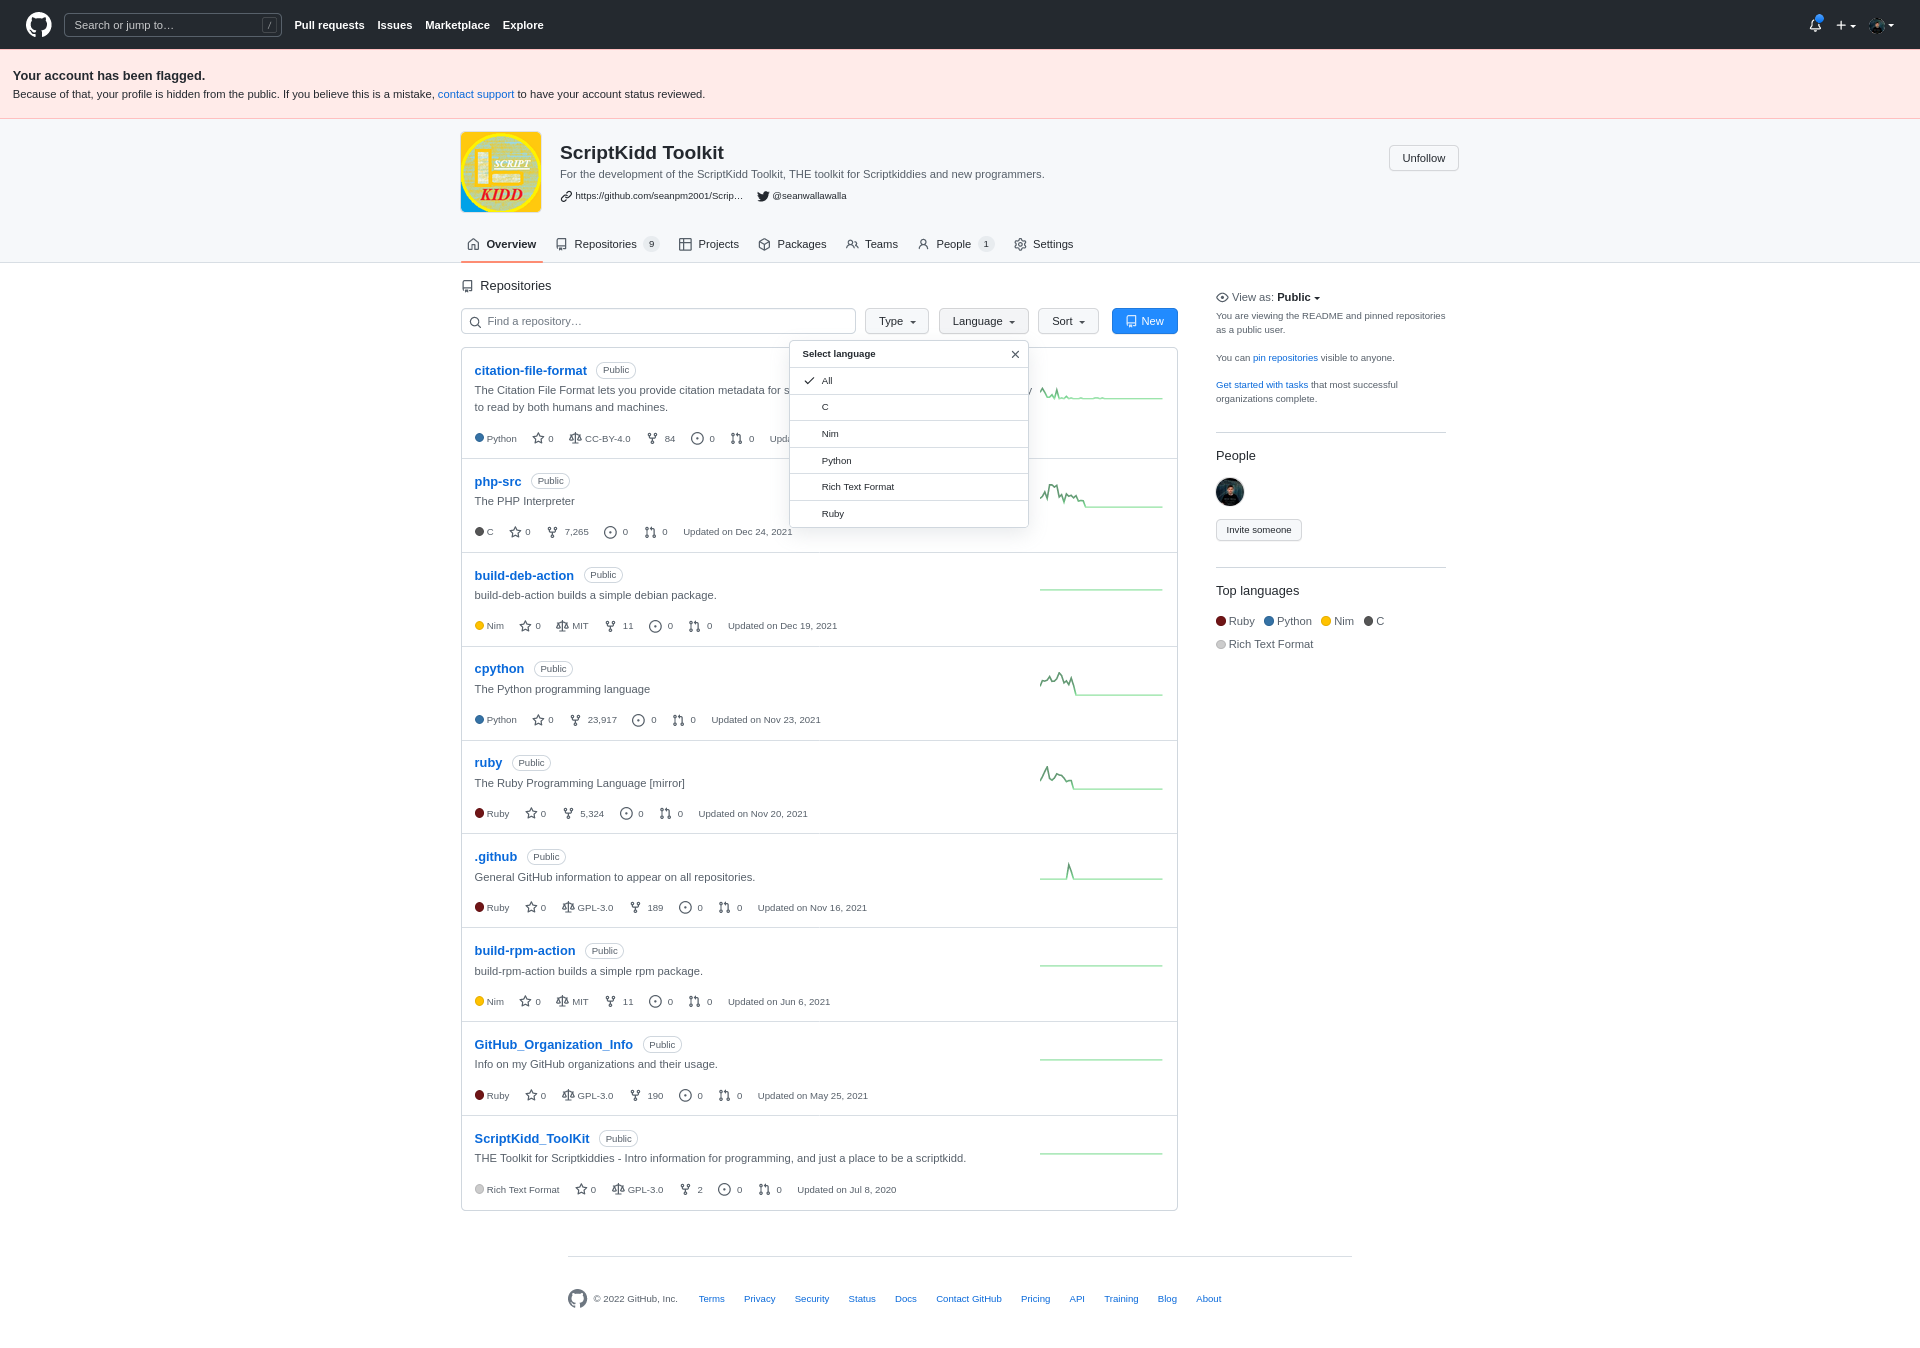 Search or jump to… /
Pull requests Issues Marketplace Explore
Your account has been flagged.
Because of that, your profile is hidden from the public. If you believe this is a mistake, contact support to have your account status reviewed.
SCRIPT
KIDD
ScriptKidd Toolkit
For the development of the ScriptKidd Toolkit, THE toolkit for Scriptkiddies and new programmers.
https://github.com/seanpm2001/Scrip… @seanwallawalla
Unfollow
Overview Repositories 9 Projects Packages Teams People 1 Settings
Repositories
Find a repository… Type Language Sort New
Select language
All
C
Nim
Python
Rich Text Format
Ruby
citation-file-format Public
The Citation File Format lets you provide citation metadata for s y
to read by both humans and machines.
Python 0 CC-BY-4.0 84 0 0 Upda
php-src Public
The PHP Interpreter
C 0 7,265 0 0 Updated on Dec 24, 2021
build-deb-action Public
build-deb-action builds a simple debian package.
Nim 0 MIT 11 0 0 Updated on Dec 19, 2021
cpython Public
The Python programming language
Python 0 23,917 0 0 Updated on Nov 23, 2021
ruby Public
The Ruby Programming Language [mirror]
Ruby 0 5,324 0 0 Updated on Nov 20, 2021
.github Public
General GitHub information to appear on all repositories.
Ruby 0 GPL-3.0 189 0 0 Updated on Nov 16, 2021
build-rpm-action Public
build-rpm-action builds a simple rpm package.
Nim 0 MIT 11 0 0 Updated on Jun 6, 2021
GitHub_Organization_Info Public
Info on my GitHub organizations and their usage.
Ruby 0 GPL-3.0 190 0 0 Updated on May 25, 2021
ScriptKidd_ToolKit Public
THE Toolkit for Scriptkiddies - Intro information for programming, and just a place to be a scriptkidd.
Rich Text Format 0 GPL-3.0 2 0 0 Updated on Jul 8, 2020
View as: Public
You are viewing the README and pinned repositories
as a public user.
You can pin repositories visible to anyone.
Get started with tasks that most successful
organizations complete.
People
Invite someone
Top languages
Ruby Python Nim C
Rich Text Format
© 2022 GitHub, Inc. Terms Privacy Security Status Docs Contact GitHub Pricing API Training Blog About